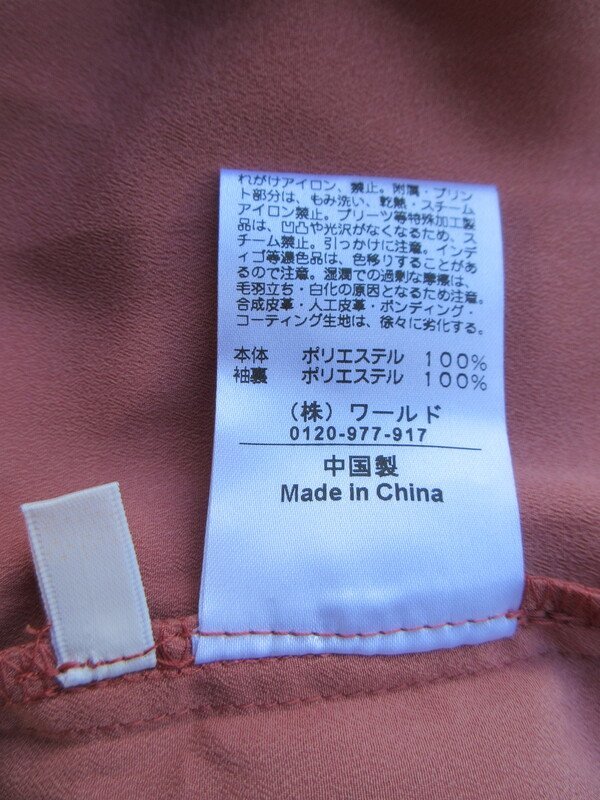 れがけアイロン、禁止。附属・プリン
ト部分は、もみ洗い、乾熱・スチーム
アイロン禁止。プリーツ等特殊加工製
品は、凹凸や光沢がなくなるため、ス
チーム禁止。引っかけに注意。インデ
ィゴ等濃色品は、色移りすることがあ
るので注意。湿潤での過剰な摩擦は、
毛羽立ち・白化の原因となるため注意。
合成皮革・人工皮革・ボンディング・
コーティング生地は、徐々に劣化する。
本体 ポリエステル 100%
袖裏 ポリエステル 100%
（株）ワールド
0120-977-917
中国製
Made in China